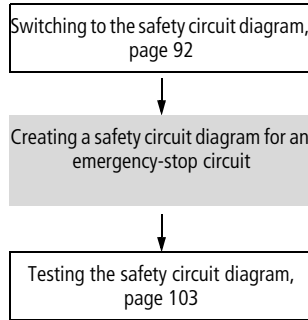 Switching to the safety circuit diagram,
page 92
Creating a safety circuit diagram for an
emergency-stop circuit
Testing the safety circuit diagram,
page 103